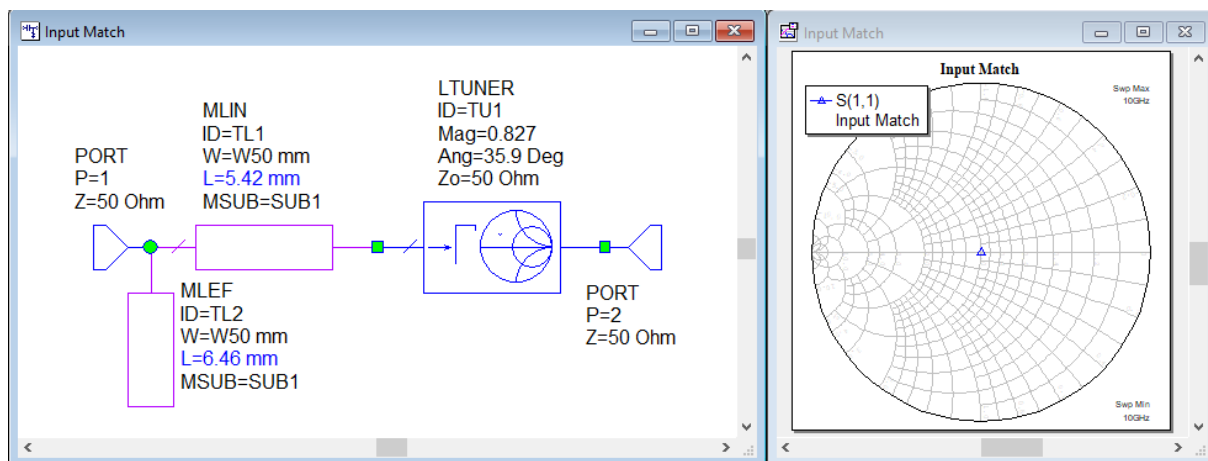 Input Match
LTUNER
ID=TU1
Mag=0.827
Ang=35.9 Deg
Zo=50 Ohm
MLIN
ID=TL1
W=W50 mm
L=5.42 mm
MSUB=SUB1
PORT
P=1
Z=50 Ohm
MLEF
ID=TL2
W=W50 mm
L=6.46 mm
MSUB=SUB1
PORT
P=2
Z=50 Ohm
Input Match
Input Match
Swp Max
10GHz
S(1,1)
Input Match
Swp Min
10GHz